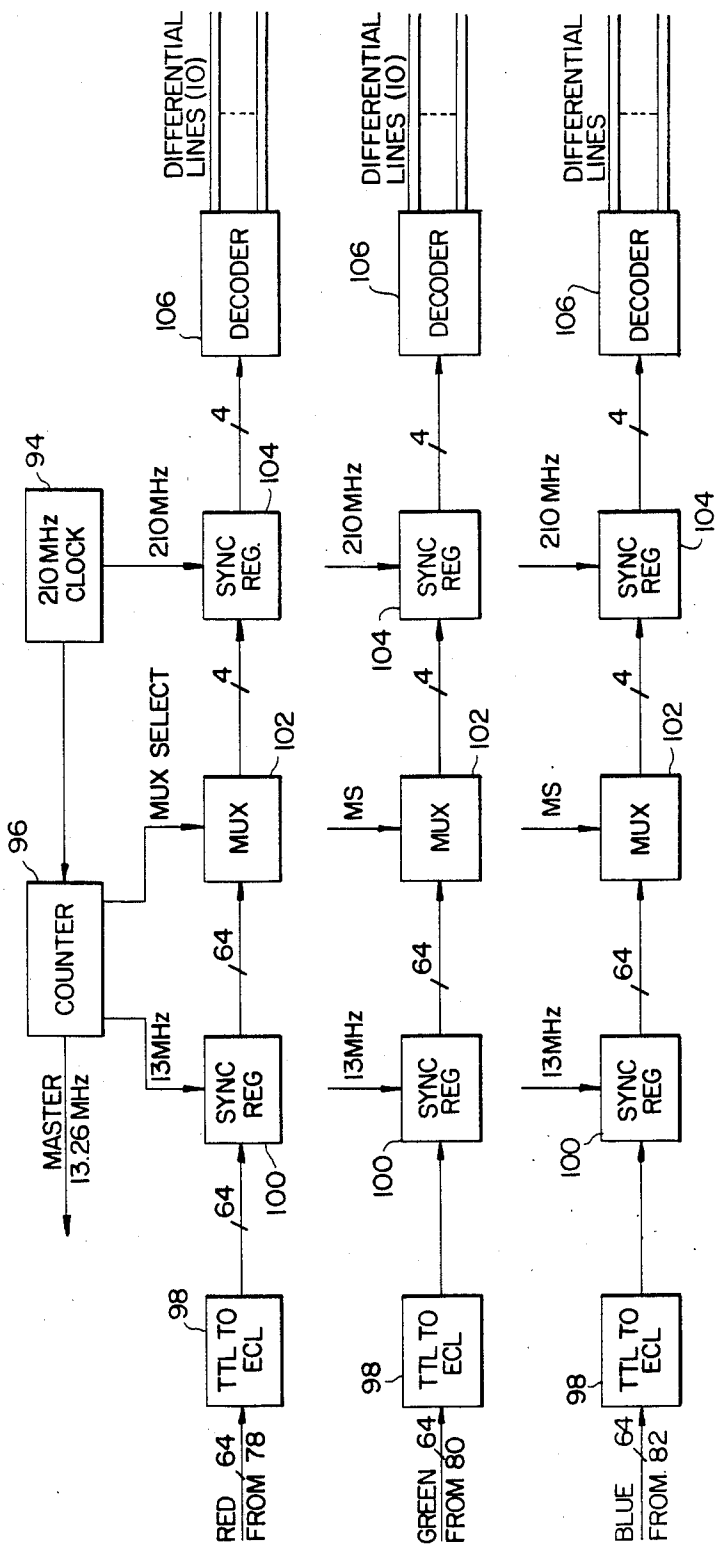 94
210 MHz
CLOCK
96
COUNTER
MASTER
13.26 MHz
13MHz
MUX SELECT
210MHz
RED 64
FROM 78
98
TTL TO
ECL
64
SYNC
REG
100
64
MUX
102
4
SYNC
REG.
104
4
106
DECODER
DIFFERENTIAL
LINES (10)
GREEN 64
FROM 80
98
TTL TO
ECL
13MHz
SYNC
REG
100
64
MS
MUX
102
4
210MHz
SYNC
REG
104
4
106
DECODER
DIFFERENTIAL
LINES (10)
BLUE 64
FROM. 82
98
TTL TO
ECL
13MHz
SYNC
REG
100
64
MS
MUX
102
4
210 MHz
SYNC
REG
104
4
106
DECODER
DIFFERENTIAL
LINES